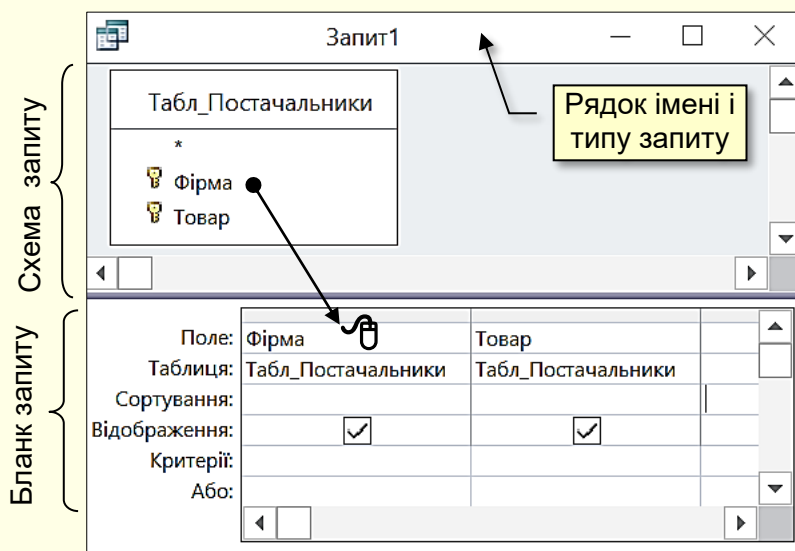 Запит1
Рядок імені і
типу запиту
Схема запиту
Табл_Постачальники
*
Фірма
Товар
Бланк запиту
Поле: Фірма Товар
Таблиця: Табл_Постачальники Табл_Постачальники
Сортування:
Відображення:
Критерії:
Або: